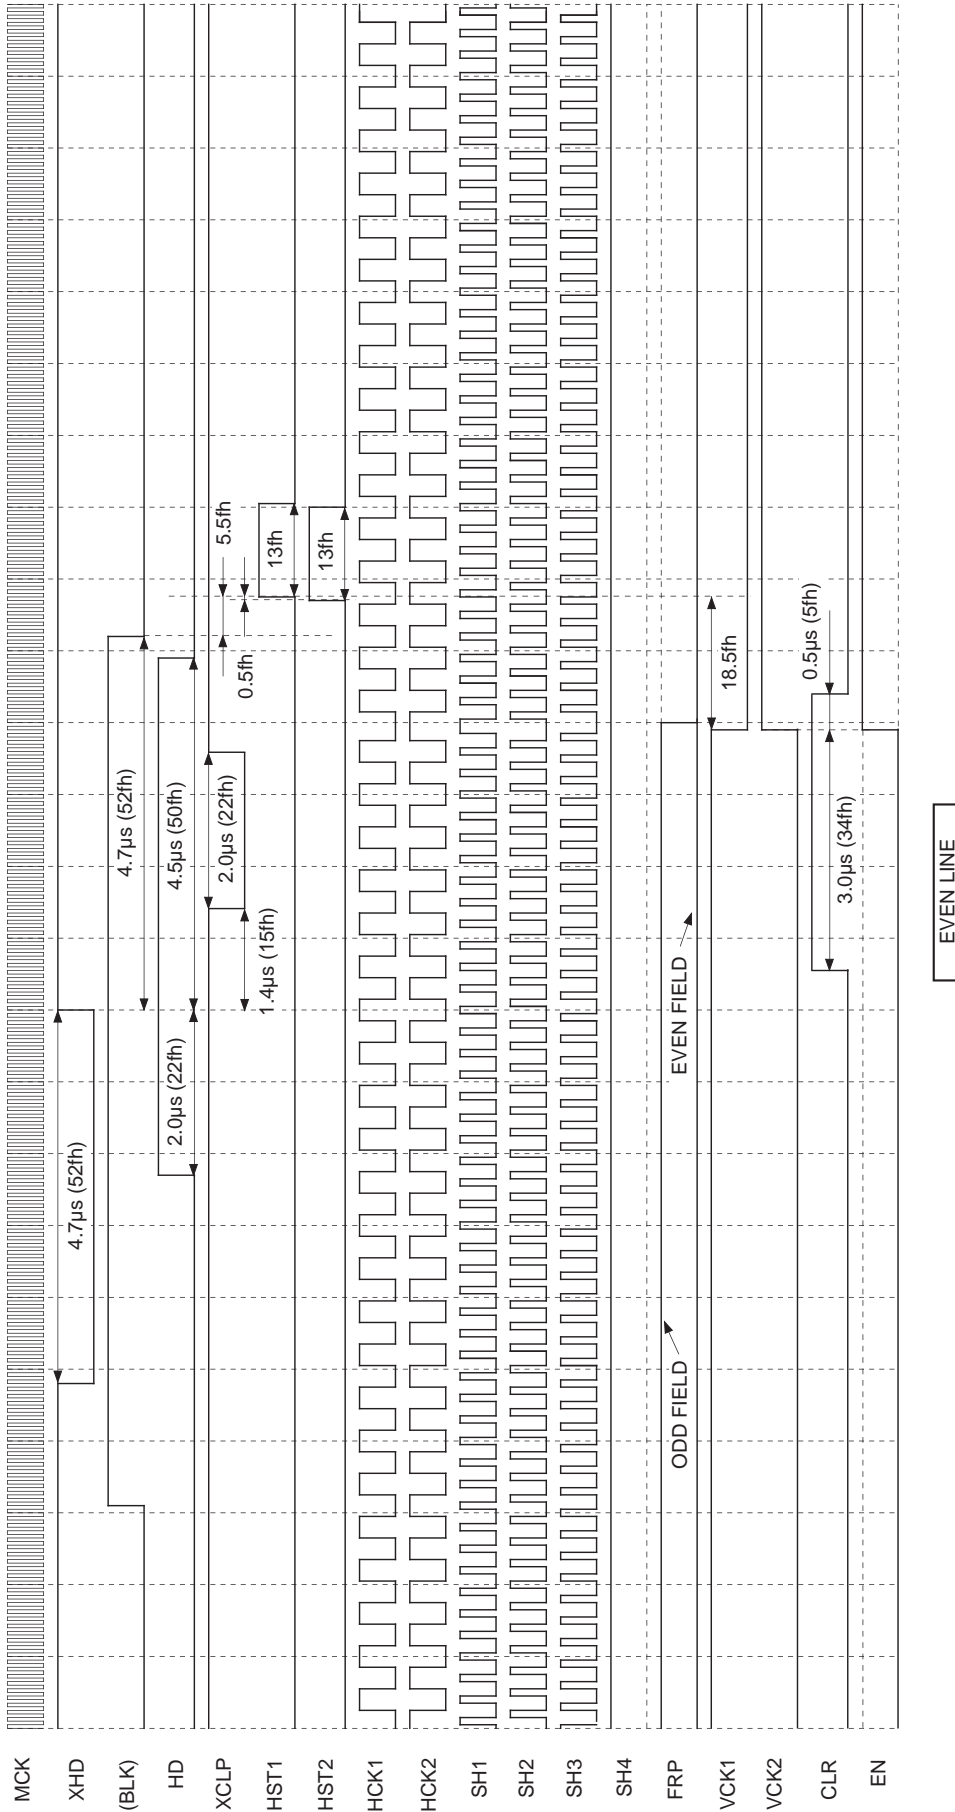 MCK
XHD
4.7µs (52fh)
(BLK)
4.7µs (52fh)
HD
2.0µs (22fh)
4.5µs (50fh)
XCLP
1.4µs (15fh)
2.0µs (22fh)
0.5fh
5.5fh
HST1
13fh
HST2
13fh
HCK1
HCK2
SH1
SH2
SH3
SH4
FRP
ODD FIELD
EVEN FIELD
VCK1
18.5fh
VCK2
CLR
3.0µs (34fh)
0.5µs (5fh)
EN
EVEN LINE